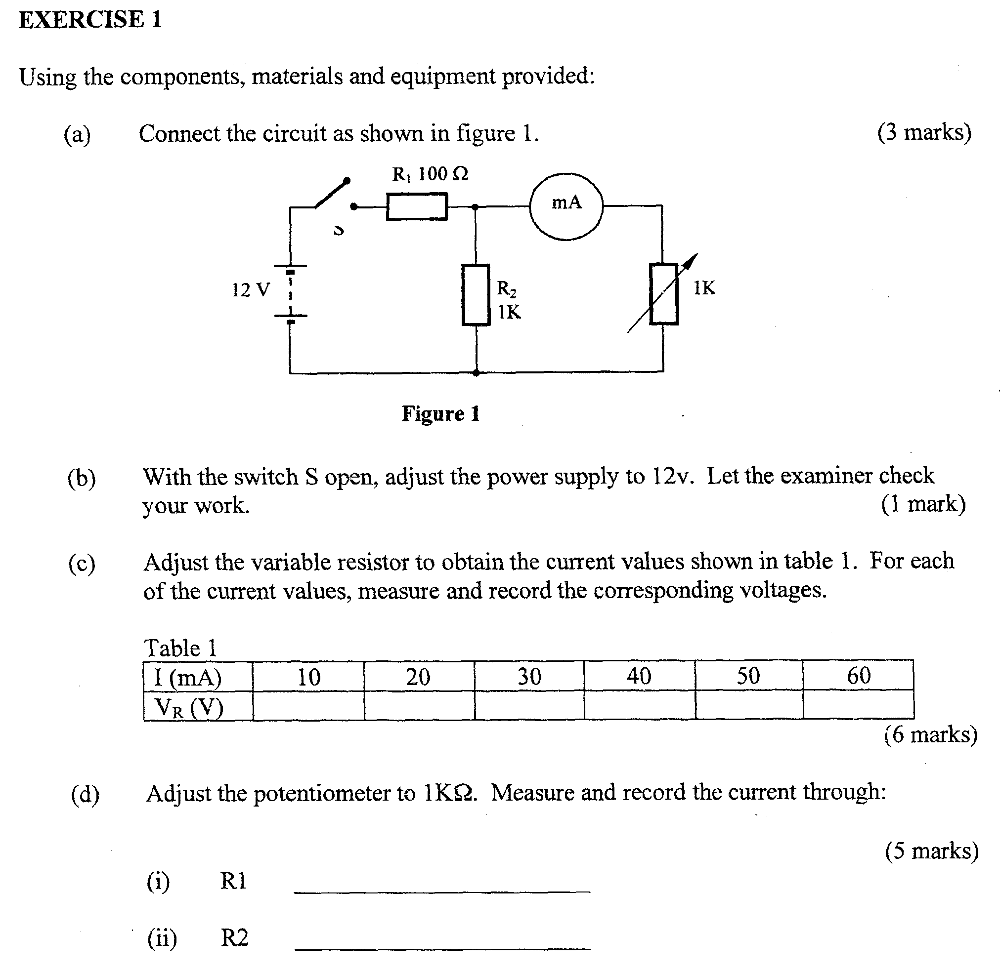 EXERCISE 1
Using the components, materials and equipment provided:
(a) Connect the circuit as shown in figure 1. (3 marks)
R₁ 100 Ω
mA
S
12 V
R₂
1K
1K
Figure 1
(b) With the switch S open, adjust the power supply to 12v. Let the examiner check
your work. (1 mark)
(c) Adjust the variable resistor to obtain the current values shown in table 1. For each
of the current values, measure and record the corresponding voltages.
Table 1
I (mA) 10 20 30 40 50 60
V_R (V)
(6 marks)
(d) Adjust the potentiometer to 1KΩ. Measure and record the current through:
(5 marks)
(i) R1
(ii) R2